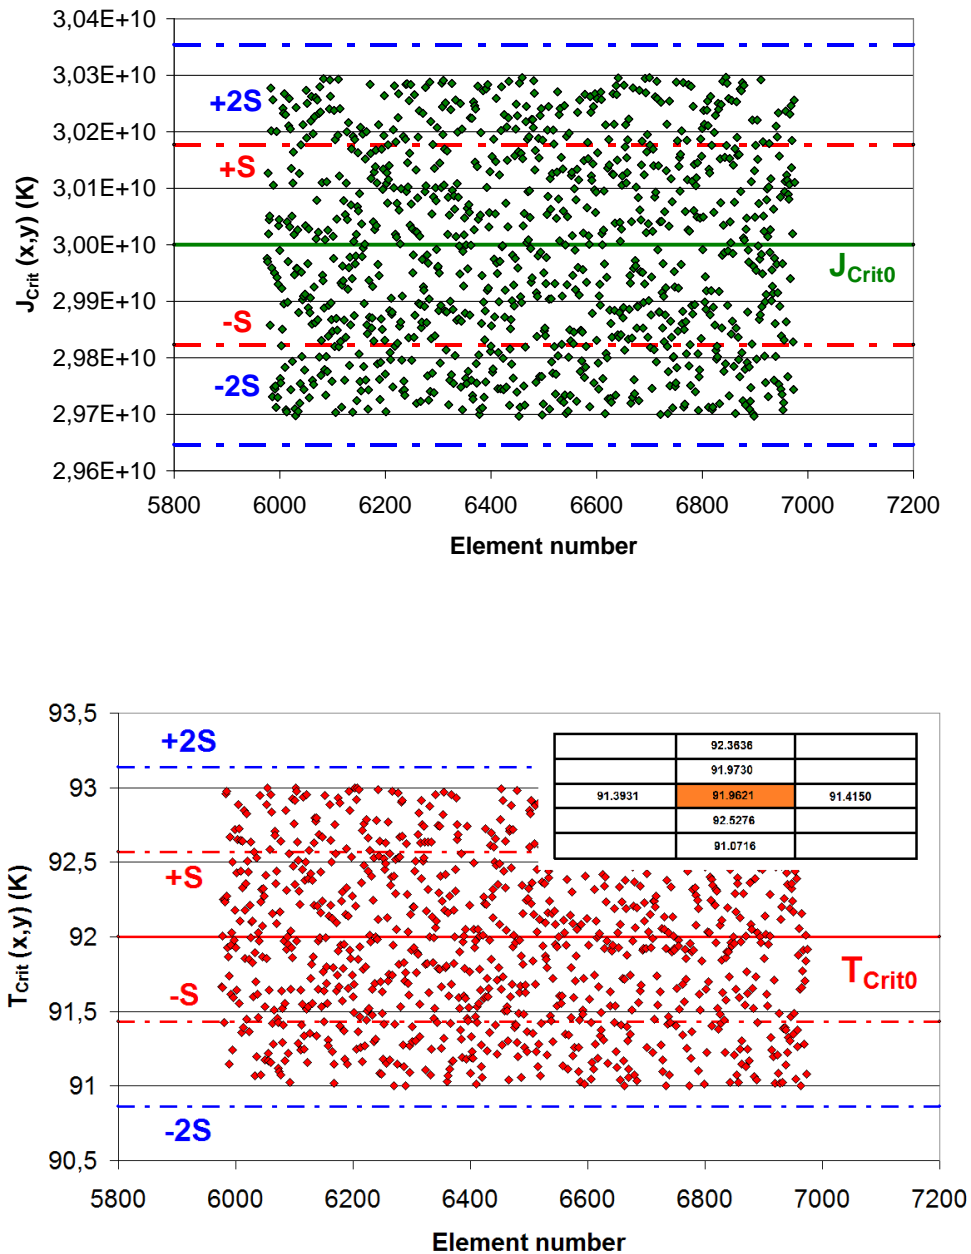 3,04E+10
3,03E+10
+2S
3,02E+10
+S
3,01E+10
3,00E+10
J_Crit0
2,99E+10
-S
2,98E+10
-2S
2,97E+10
2,96E+10
J_Crit (x,y) (K)
5800 6000 6200 6400 6600 6800 7000 7200
Element number
93,5
+2S
92.3636
91.9730
93
91.3931 91.9621 91.4150
92.5276
92,5
91.0716
+S
92
T_Crit0
-S
91,5
91
-2S
90,5
T_Crit (x,y) (K)
5800 6000 6200 6400 6600 6800 7000 7200
Element number